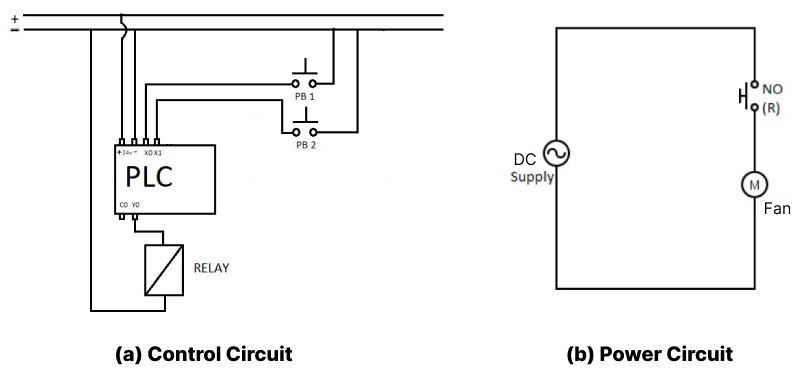 +
−
PB 1
PB 2
+24v − X0 X1
PLC
C0 Y0
RELAY
(a) Control Circuit
NO
(R)
DC
Supply
M
Fan
(b) Power Circuit